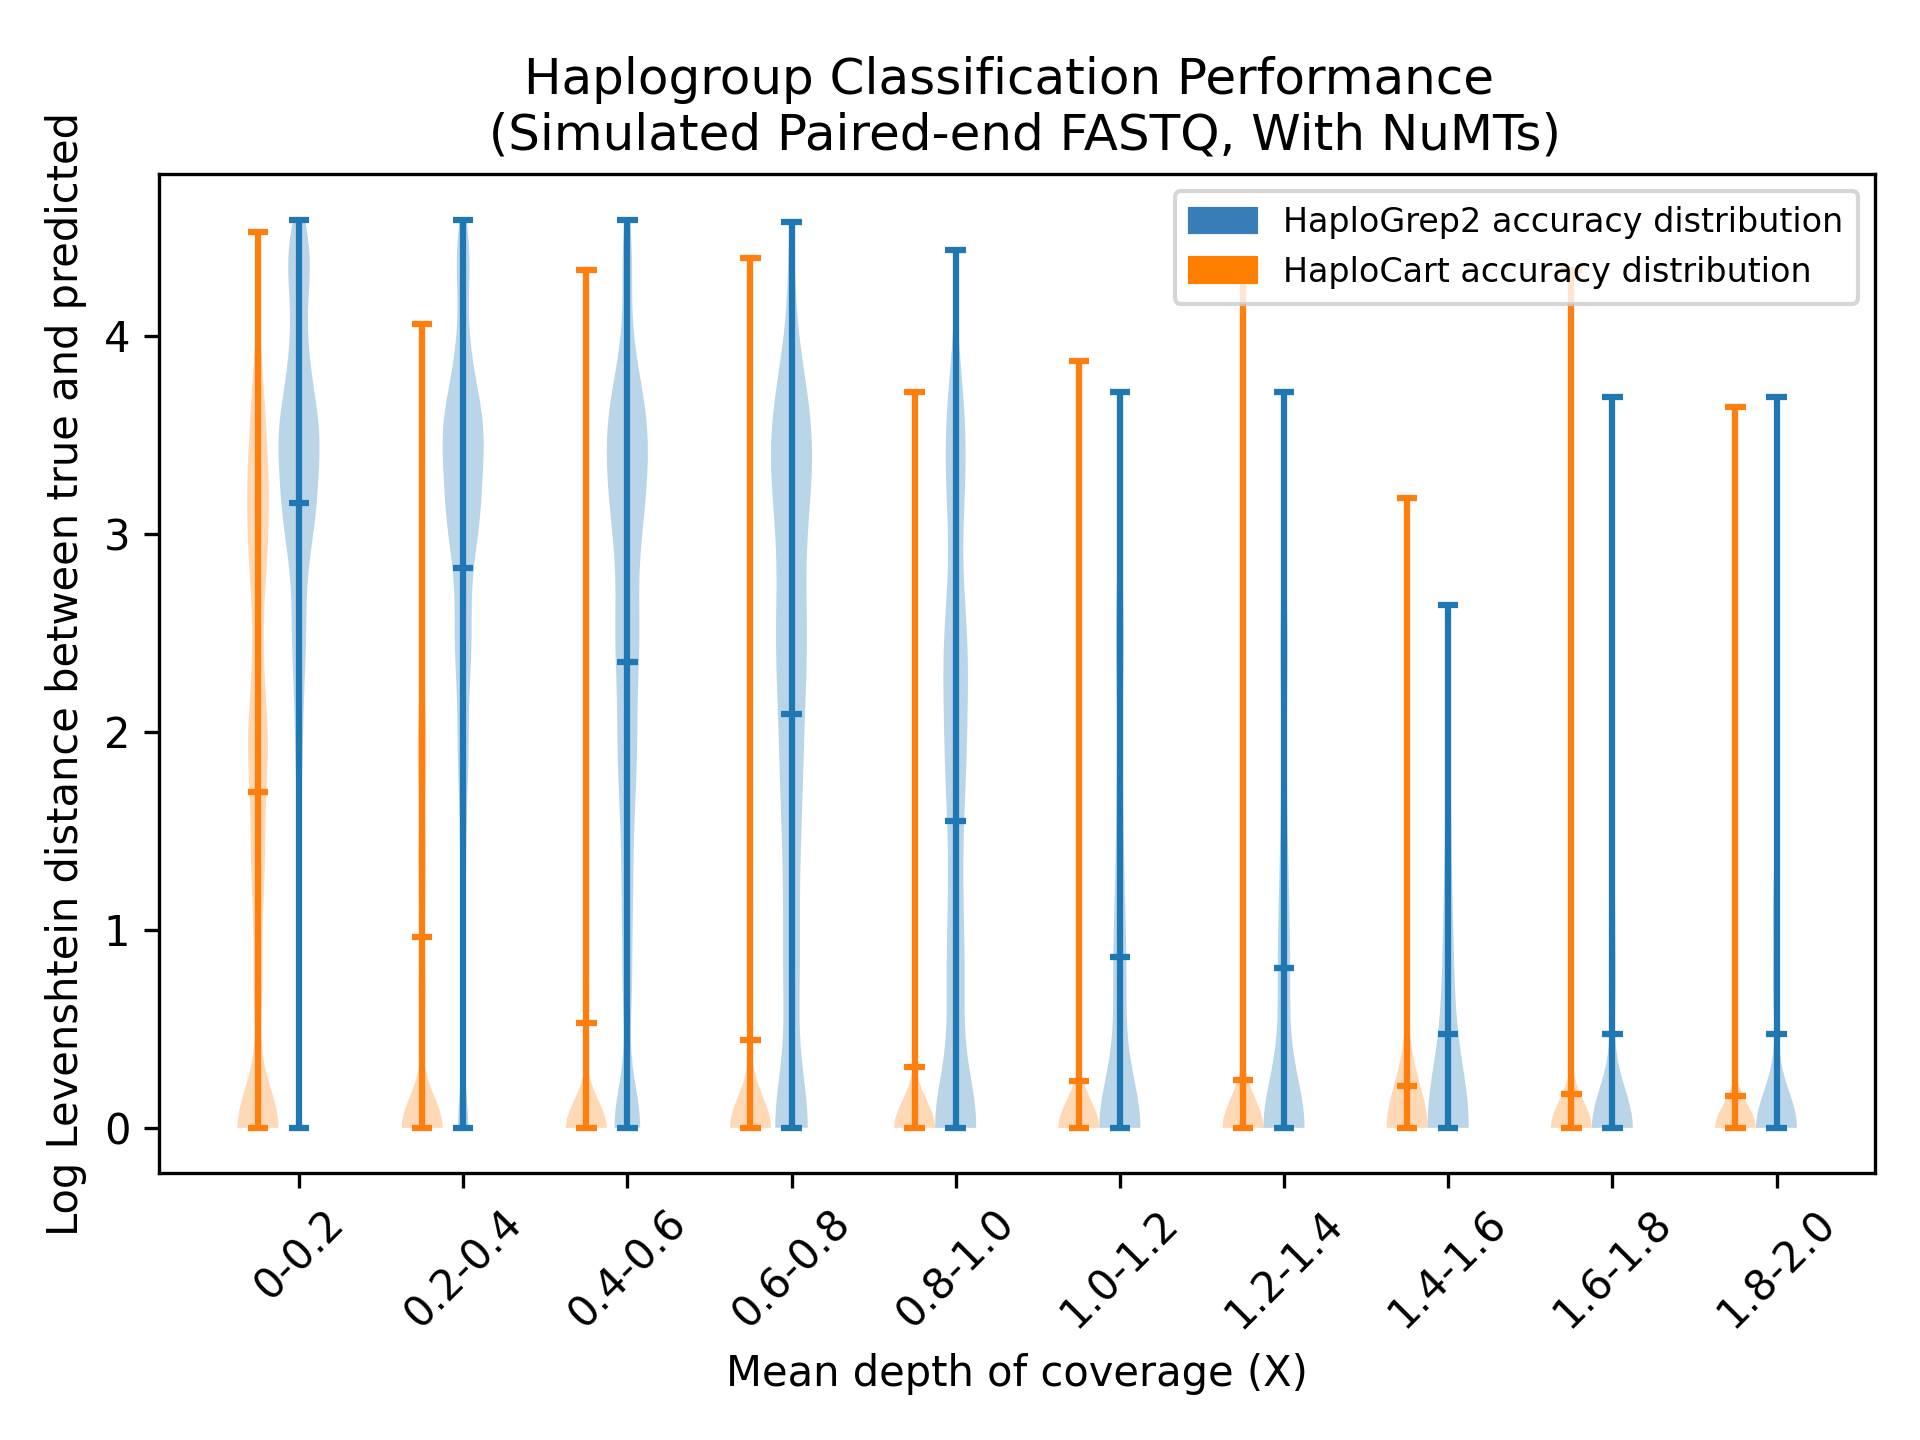 Haplogroup Classification Performance
(Simulated Paired-end FASTQ, With NuMTs)
HaploGrep2 accuracy distribution
HaploCart accuracy distribution
Log Levenshtein distance between true and predicted
4
3
2
1
0
0-0.2
0.2-0.4
0.4-0.6
0.6-0.8
0.8-1.0
1.0-1.2
1.2-1.4
1.4-1.6
1.6-1.8
1.8-2.0
Mean depth of coverage (X)